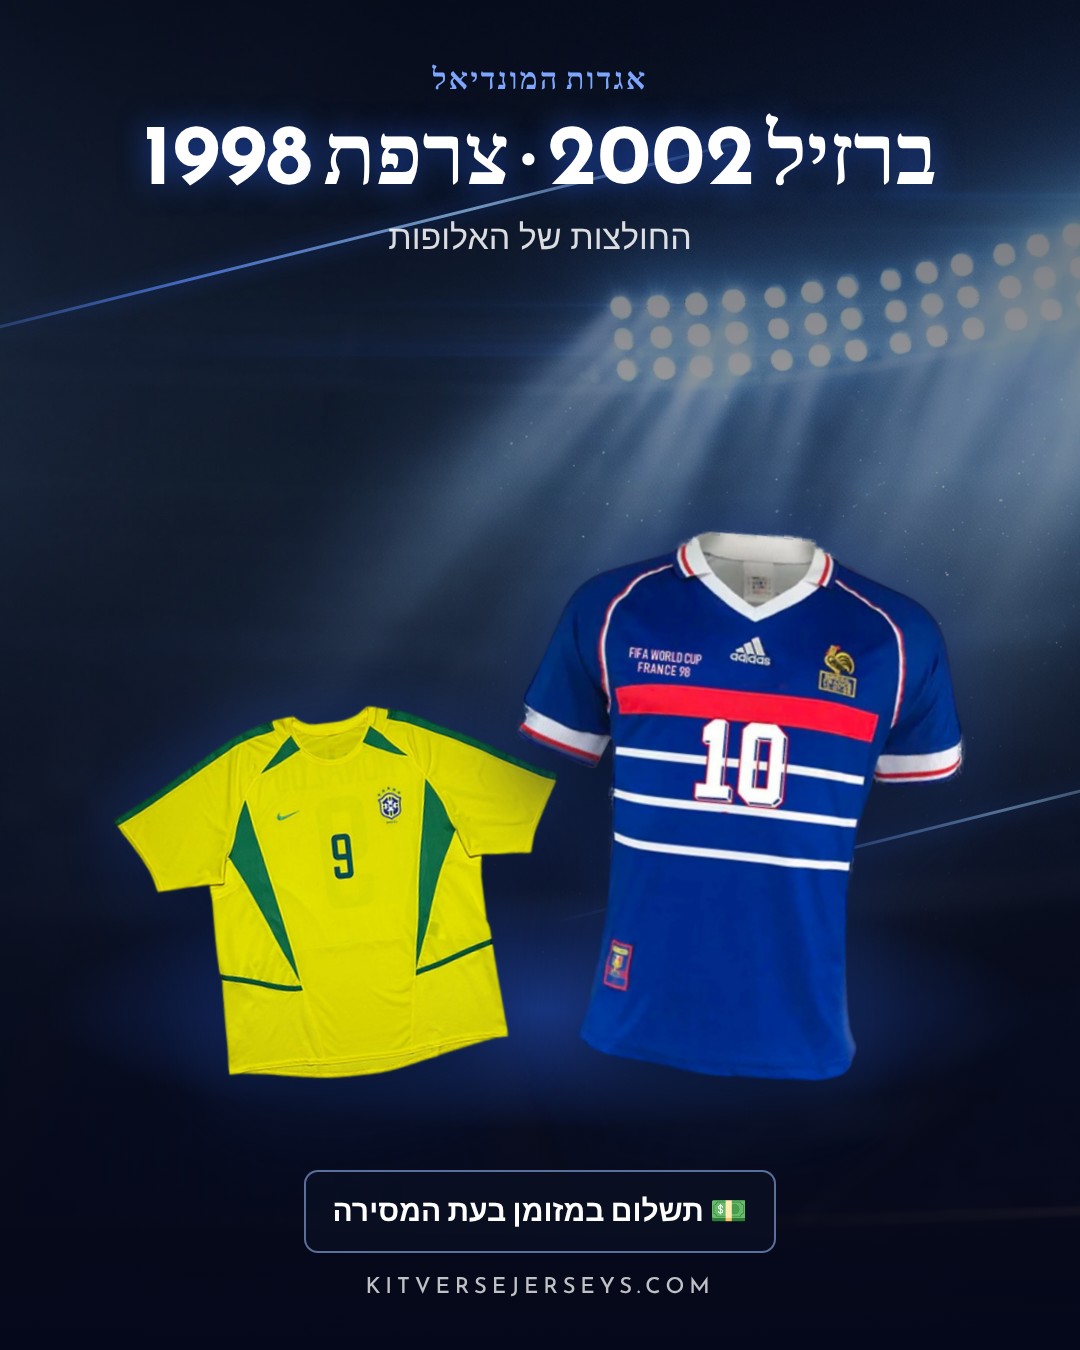 אגדות המונדיאל
ברזיל 2002 · צרפת 1998
החולצות של האלופות
FIFA WORLD CUP
FRANCE 98
adidas
10
9
💵 תשלום במזומן בעת המסירה
KITVERSEJERSEYS.COM